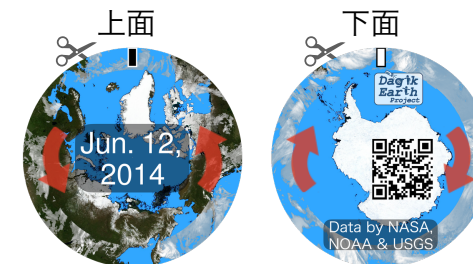 上面
下面
Jun. 12,
2014
Dagik
Earth
Project
Data by NASA,
NOAA & USGS